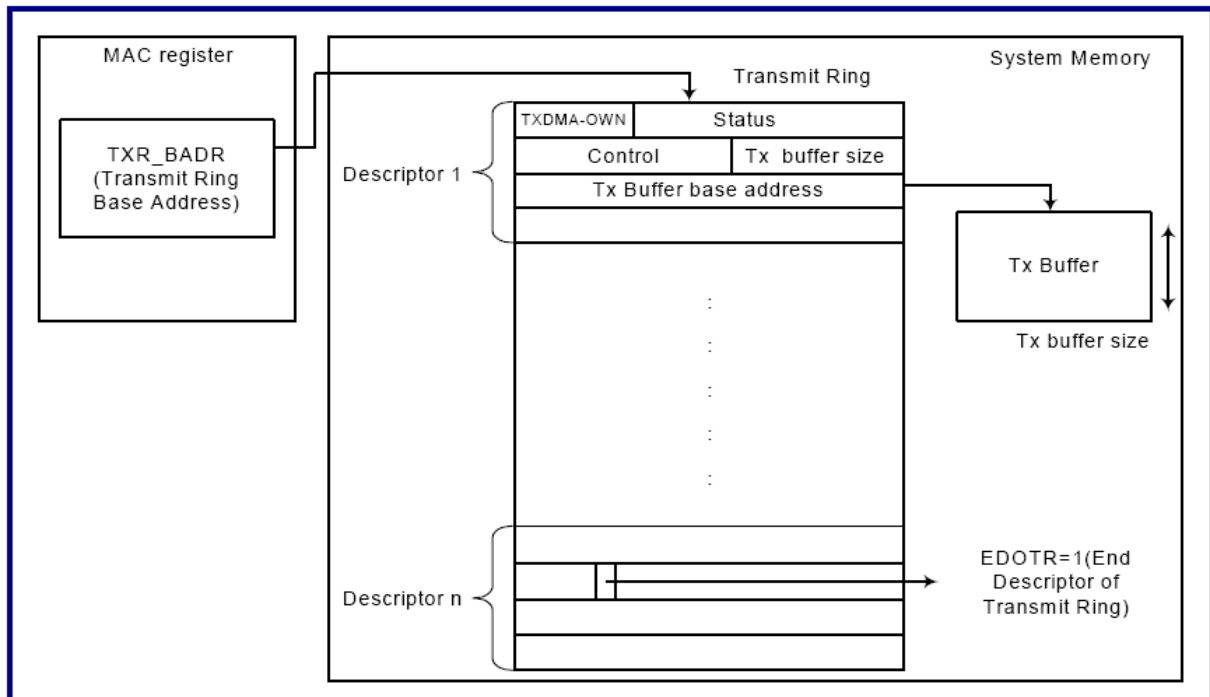 MAC register
System Memory
Transmit Ring
TXR_BADR
(Transmit Ring
Base Address)
TXDMA-OWN
Status
Control
Tx buffer size
Descriptor 1
Tx Buffer base address
Tx Buffer
Tx buffer size
:
:
:
:
:
Descriptor n
EDOTR=1(End
Descriptor of
Transmit Ring)